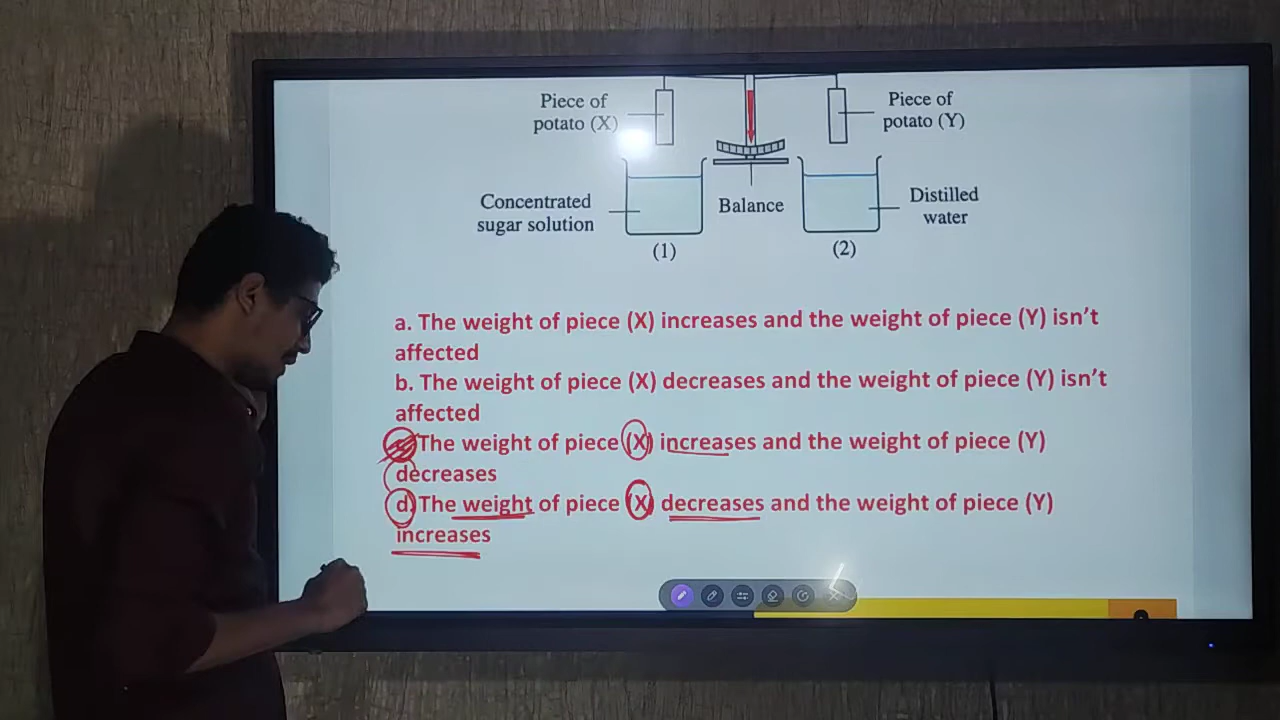 Piece of
potato (X)
Piece of
potato (Y)
Concentrated
sugar solution
Balance
Distilled
water
(1)
(2)
a. The weight of piece (X) increases and the weight of piece (Y) isn't
affected
b. The weight of piece (X) decreases and the weight of piece (Y) isn't
affected
The weight of piece (X) increases and the weight of piece (Y)
decreases
d. The weight of piece (X) decreases and the weight of piece (Y)
increases